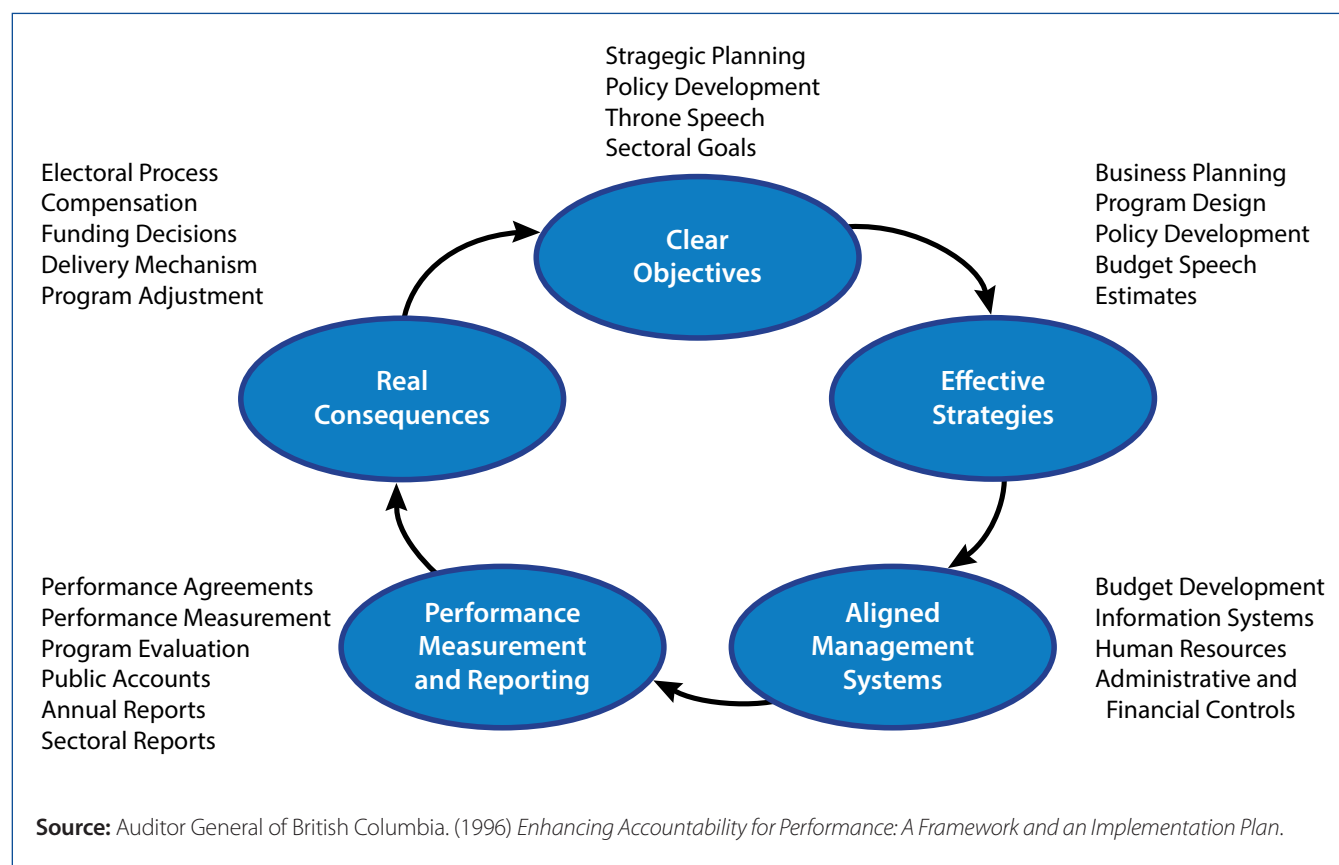 Stragegic Planning
Policy Development
Throne Speech
Sectoral Goals
Clear
Objectives
Business Planning
Program Design
Policy Development
Budget Speech
Estimates
Effective
Strategies
Budget Development
Information Systems
Human Resources
Administrative and
Financial Controls
Aligned
Management
Systems
Performance Agreements
Performance Measurement
Program Evaluation
Public Accounts
Annual Reports
Sectoral Reports
Performance
Measurement
and Reporting
Electoral Process
Compensation
Funding Decisions
Delivery Mechanism
Program Adjustment
Real
Consequences
Source: Auditor General of British Columbia. (1996) Enhancing Accountability for Performance: A Framework and an Implementation Plan.